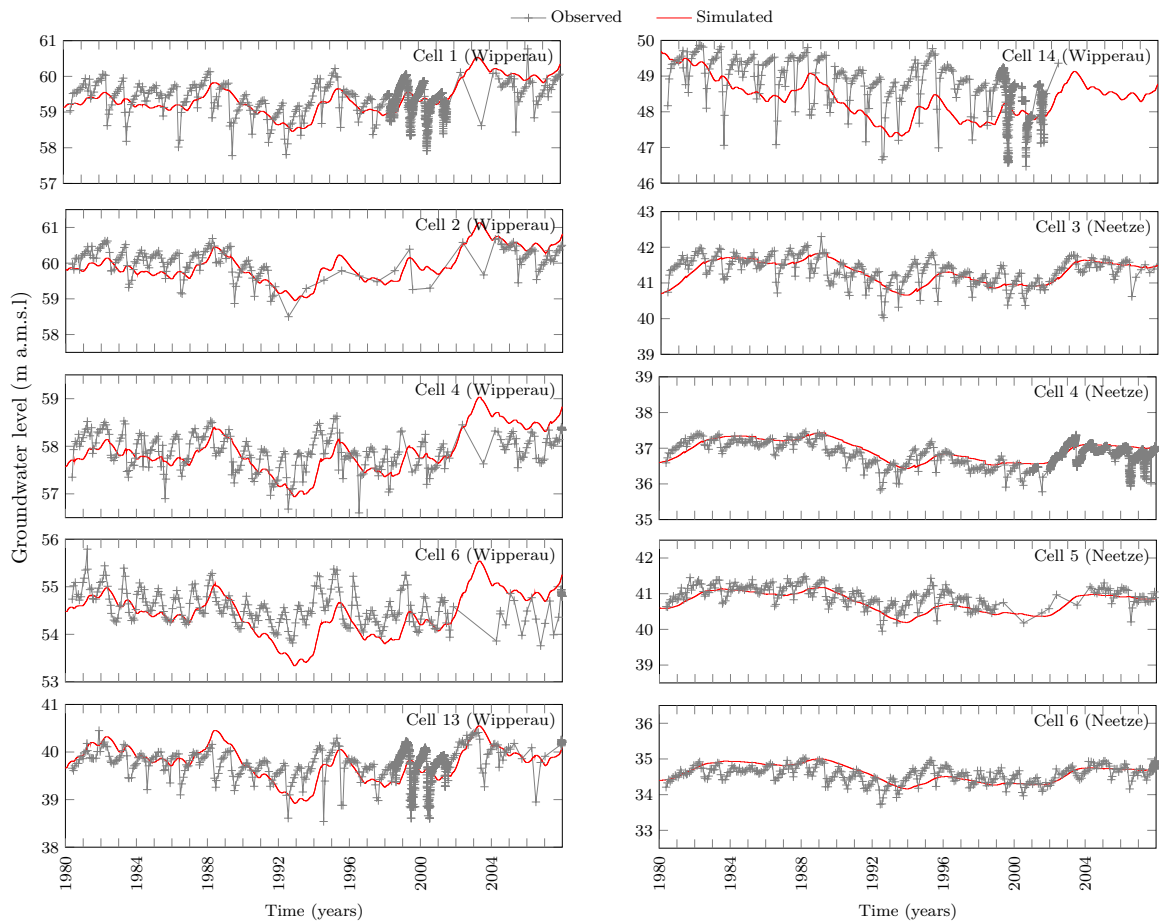 Observed Simulated
Groundwater level (m a.m.s.l)
Cell 1 (Wipperau)
61
60
59
58
57
Cell 2 (Wipperau)
61
60
59
58
57
Cell 4 (Wipperau)
59
58
57
Cell 6 (Wipperau)
56
55
54
53
Cell 13 (Wipperau)
41
40
39
38
1980 1984 1988 1992 1996 2000 2004
Time (years)
Cell 14 (Wipperau)
50
49
48
47
46
Cell 3 (Neetze)
43
42
41
40
39
Cell 4 (Neetze)
39
38
37
36
35
Cell 5 (Neetze)
42
41
40
39
Cell 6 (Neetze)
36
35
34
33
1980 1984 1988 1992 1996 2000 2004
Time (years)